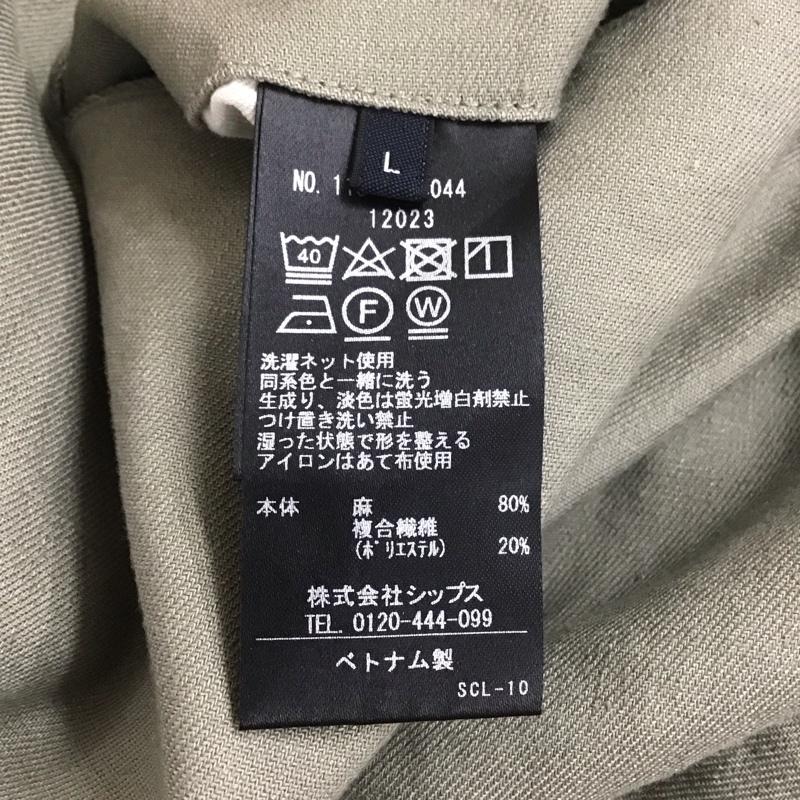 L
NO. 11 044
12023
40
F
W
洗濯ネット使用
同系色と一緒に洗う
生成り、淡色は蛍光増白剤禁止
つけ置き洗い禁止
湿った状態で形を整える
アイロンはあて布使用
本体 麻 80%
複合繊維
(ポリエステル) 20%
株式会社シップス
TEL. 0120-444-099
ベトナム製
SCL-10